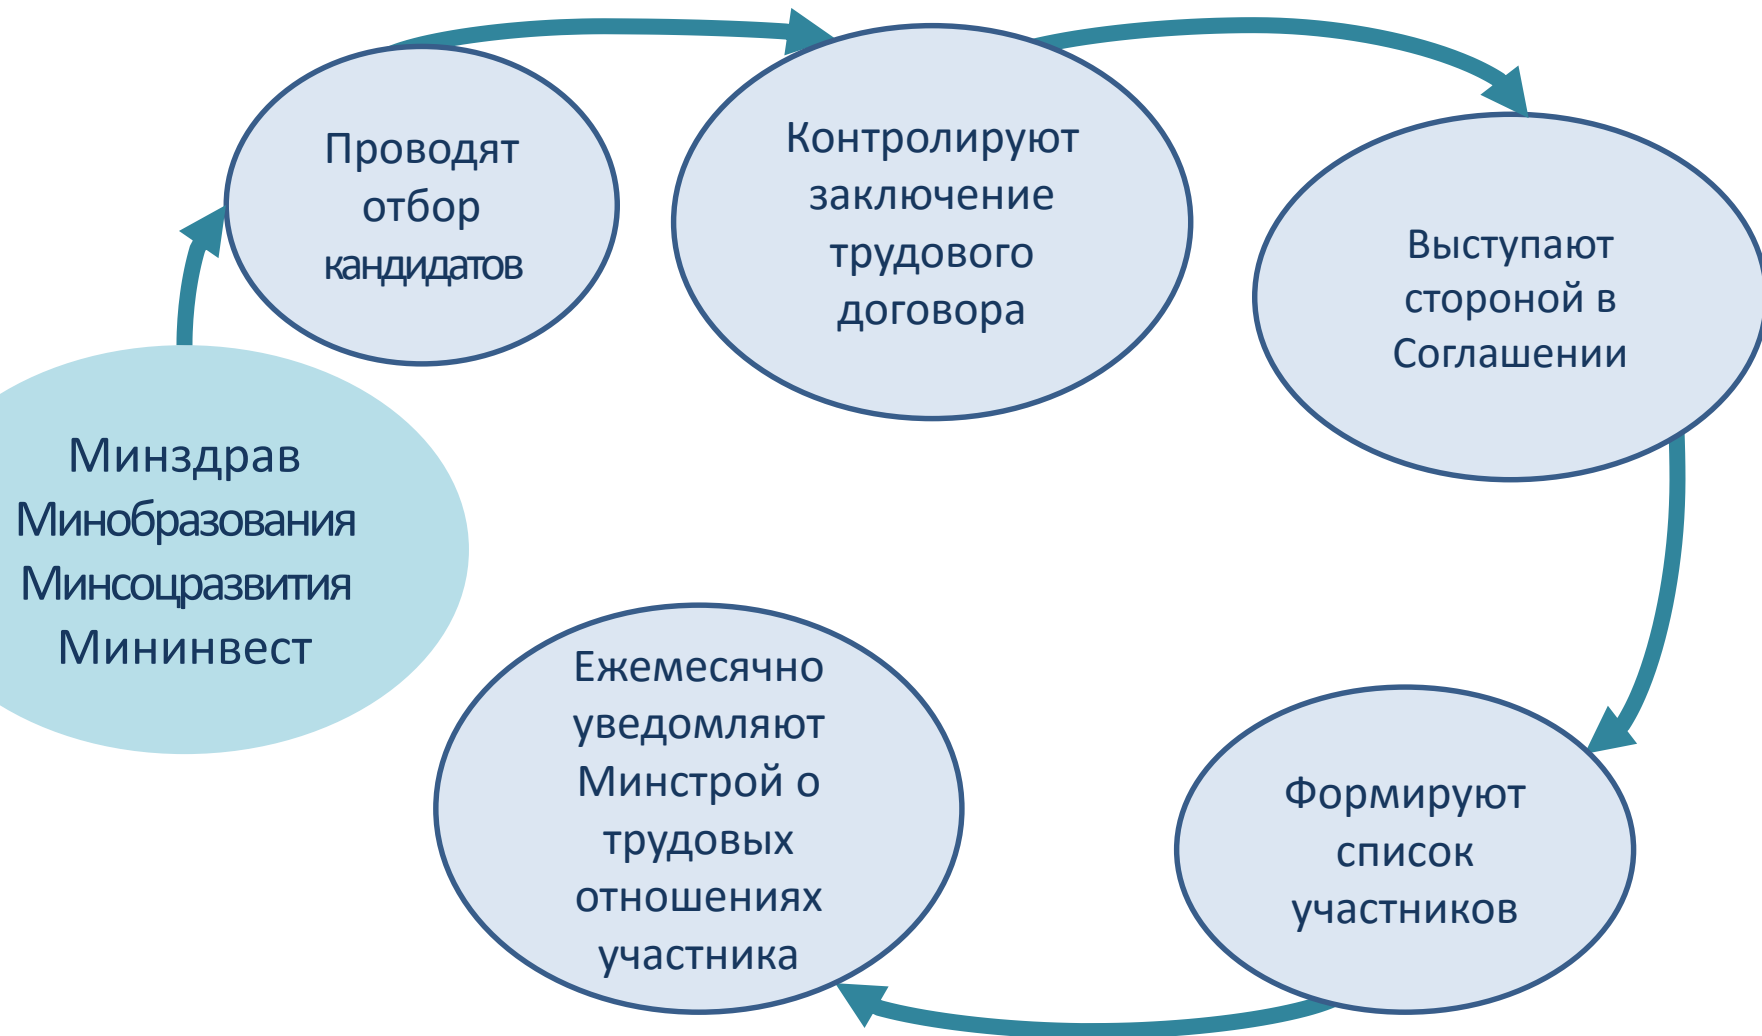 Минздрав
Минобразования
Минсоцразвития
Мининвест
Проводят
отбор
кандидатов
Контролируют
заключение
трудового
договора
Выступают
стороной в
Соглашении
Формируют
список
участников
Ежемесячно
уведомляют
Минстрой о
трудовых
отношениях
участника